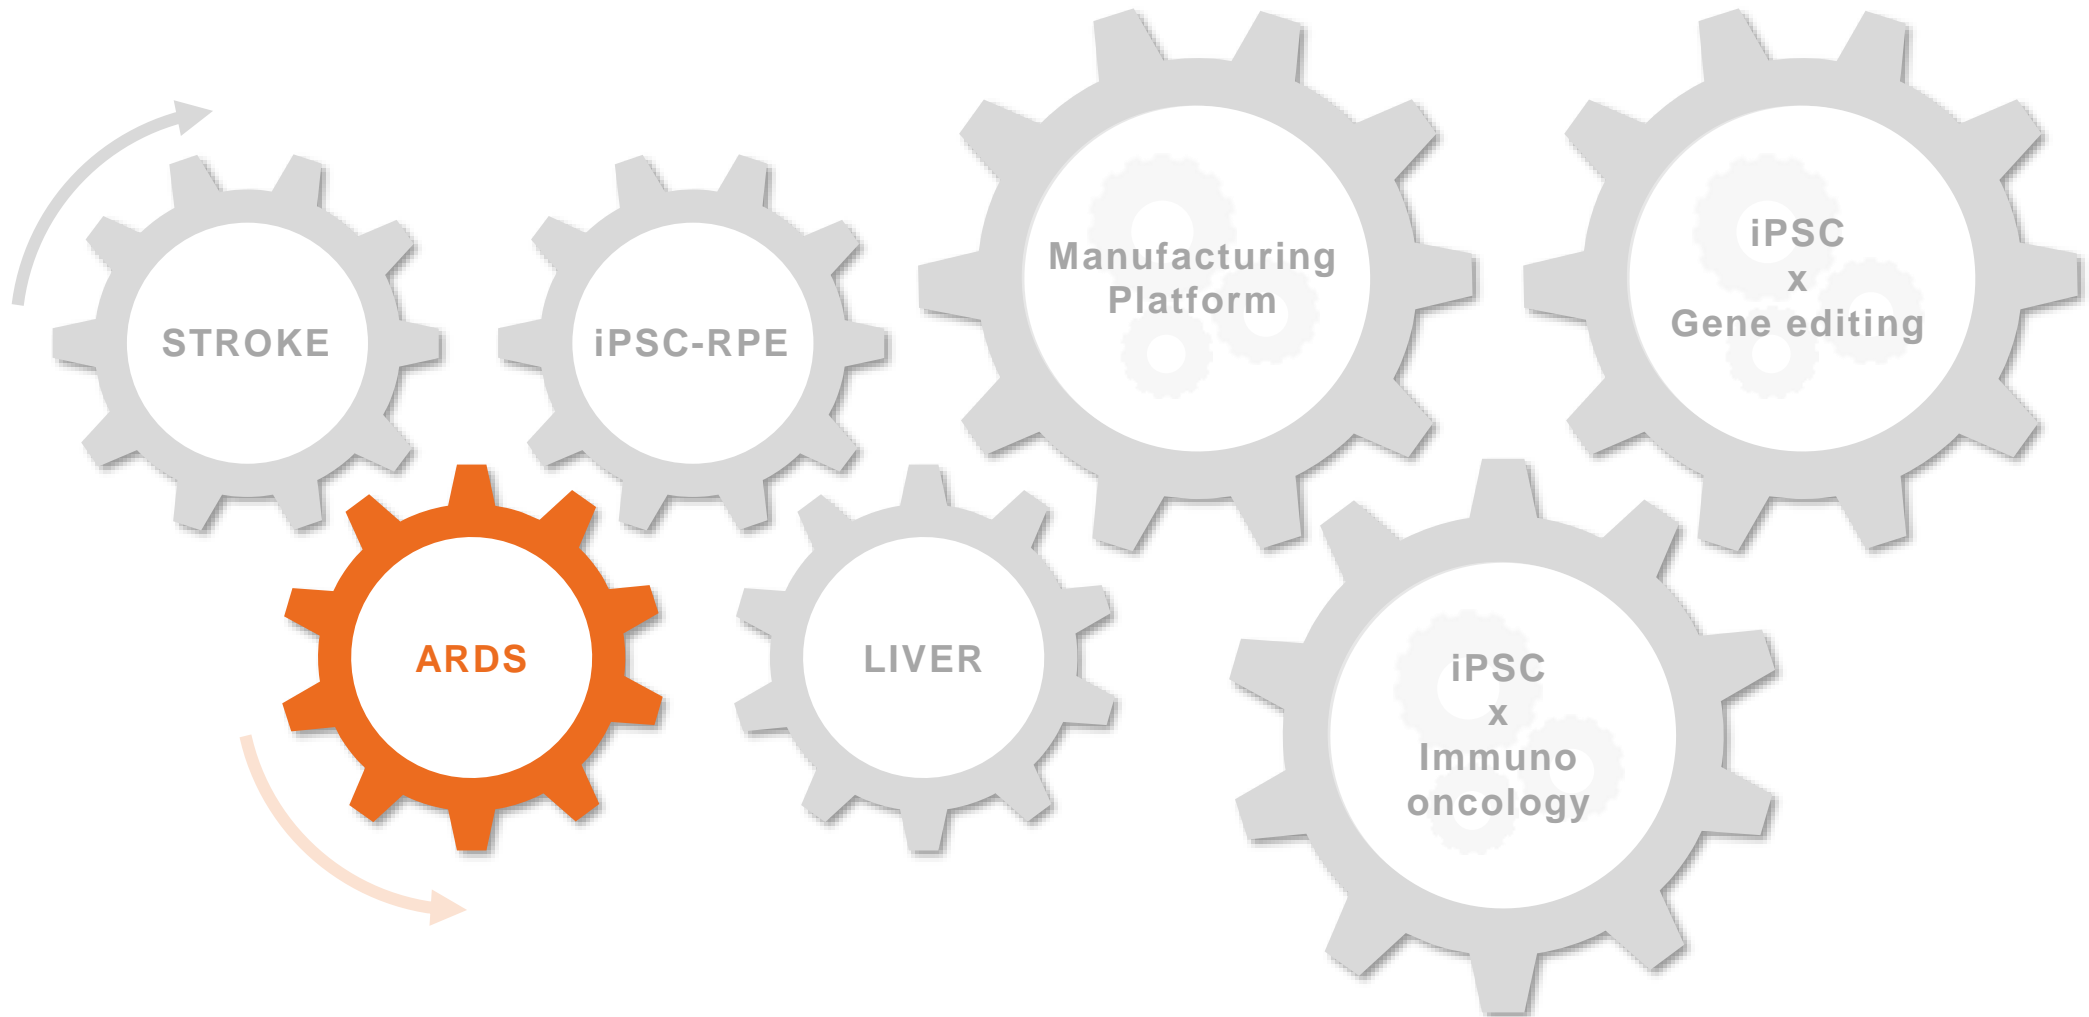 STROKE
iPSC-RPE
Manufacturing
Platform
iPSC
x
Gene editing
ARDS
LIVER
iPSC
x
Immuno
oncology